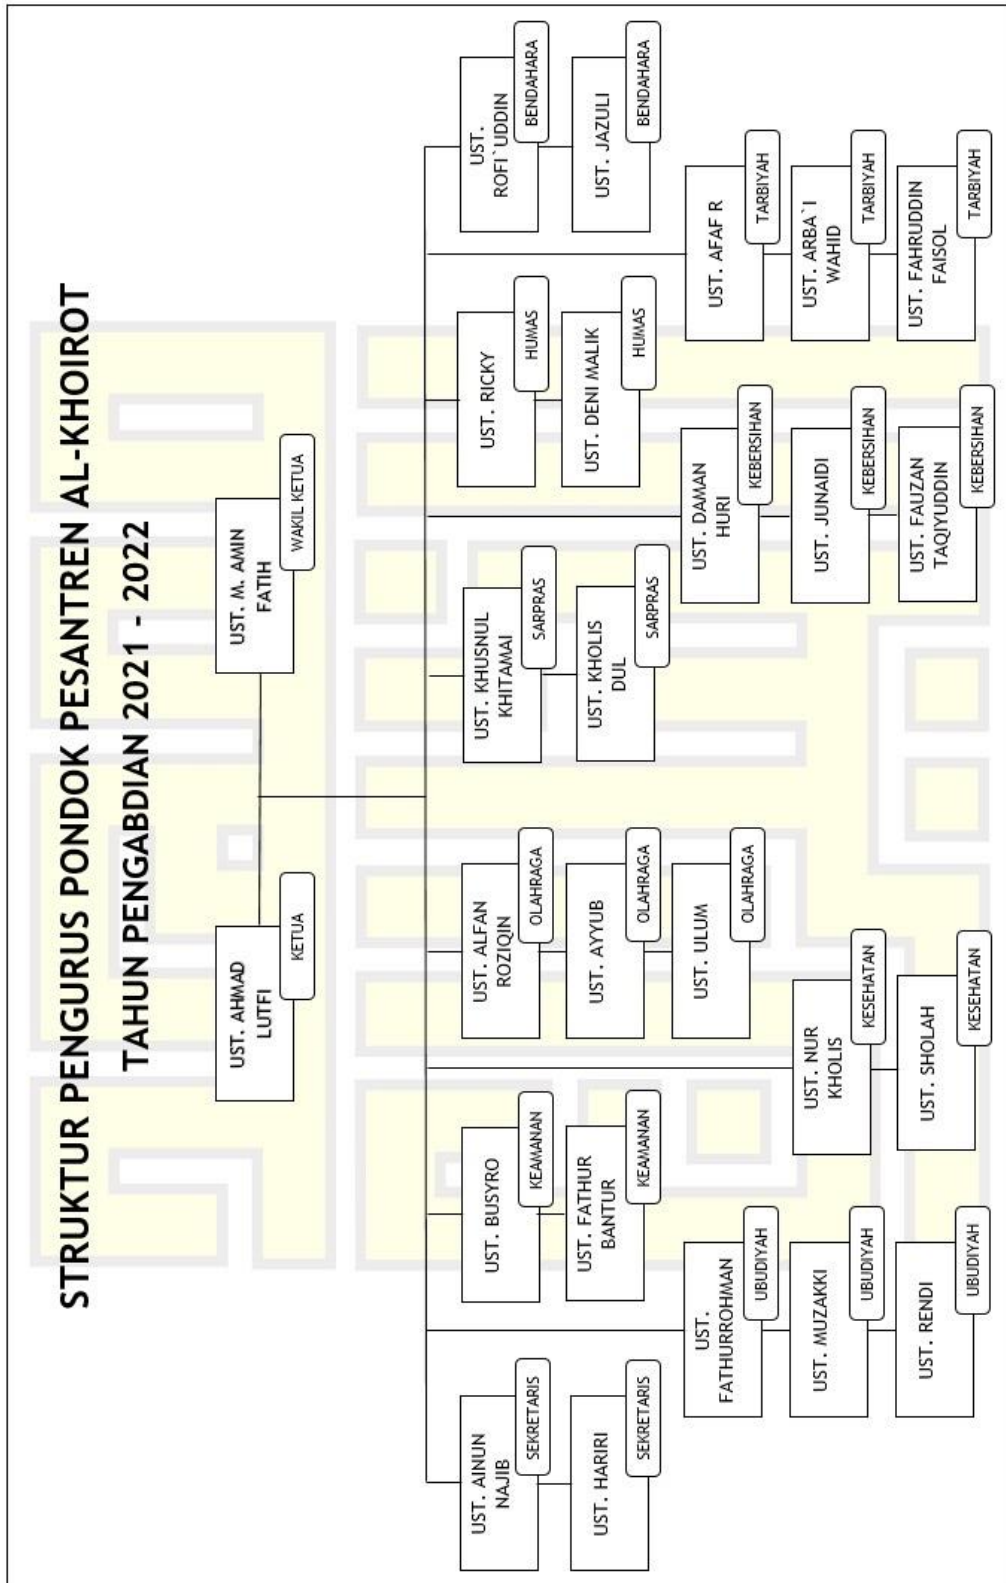 STRUKTUR PENGURUS PONDOK PESANTREN AL-KHOIROT
TAHUN PENGABDIAN 2021 - 2022
UST. AHMAD
LUTFI
KETUA
UST. M. AMIN
FATIH
WAKIL KETUA
UST. AINUN
NAJIB
SEKRETARIS
UST. HARIRI
SEKRETARIS
UST.
FATHURROHMAN
UBUDIYAH
UST. MUZAKKI
UBUDIYAH
UST. RENDI
UBUDIYAH
UST. BUSYRO
KEAMANAN
UST. FATHUR
BANTUR
KEAMANAN
UST. NUR
KHOLIS
KESEHATAN
UST. SHOLAH
KESEHATAN
UST. ALFAN
ROZIQIN
OLAHRAGA
UST. AYYUB
OLAHRAGA
UST. ULUM
OLAHRAGA
UST. KHUSNUL
KHITAMAI
SARPRAS
UST. KHOLIS
DUL
SARPRAS
UST. DAMAN
HURI
KEBERSIHAN
UST. JUNAIDI
KEBERSIHAN
UST. FAUZAN
TAQIYUDDIN
KEBERSIHAN
UST. RICKY
HUMAS
UST. DENI MALIK
HUMAS
UST. AFAF R
TARBIYAH
UST. ARBA`I
WAHID
TARBIYAH
UST. FAHRUDDIN
FAISOL
TARBIYAH
UST.
ROFI`UDDIN
BENDAHARA
UST. JAZULI
BENDAHARA